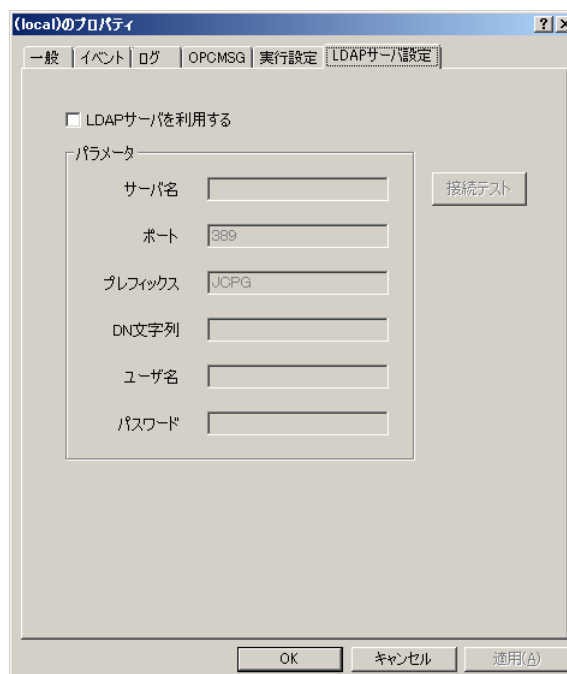 (local)のプロパティ
一般 イベント ログ OPCMSG 実行設定 LDAPサーバ設定
LDAPサーバを利用する
パラメータ
サーバ名 接続テスト
ポート 389
プレフィックス JCPG
DN文字列
ユーザ名
パスワード
OK キャンセル 適用(A)